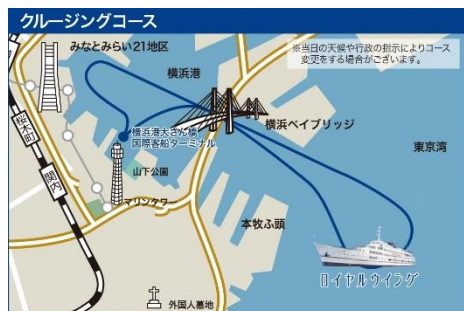 クルージングコース
みなとみらい21地区
※当日の天候や行政の指示によりコース
変更をする場合がございます。
横浜港
桜木町
横浜港大さん橋
国際客船ターミナル
横浜ベイブリッジ
東京湾
関内
山下公園
マリンタワー
本牧ふ頭
ロイヤルウイング
外国人墓地